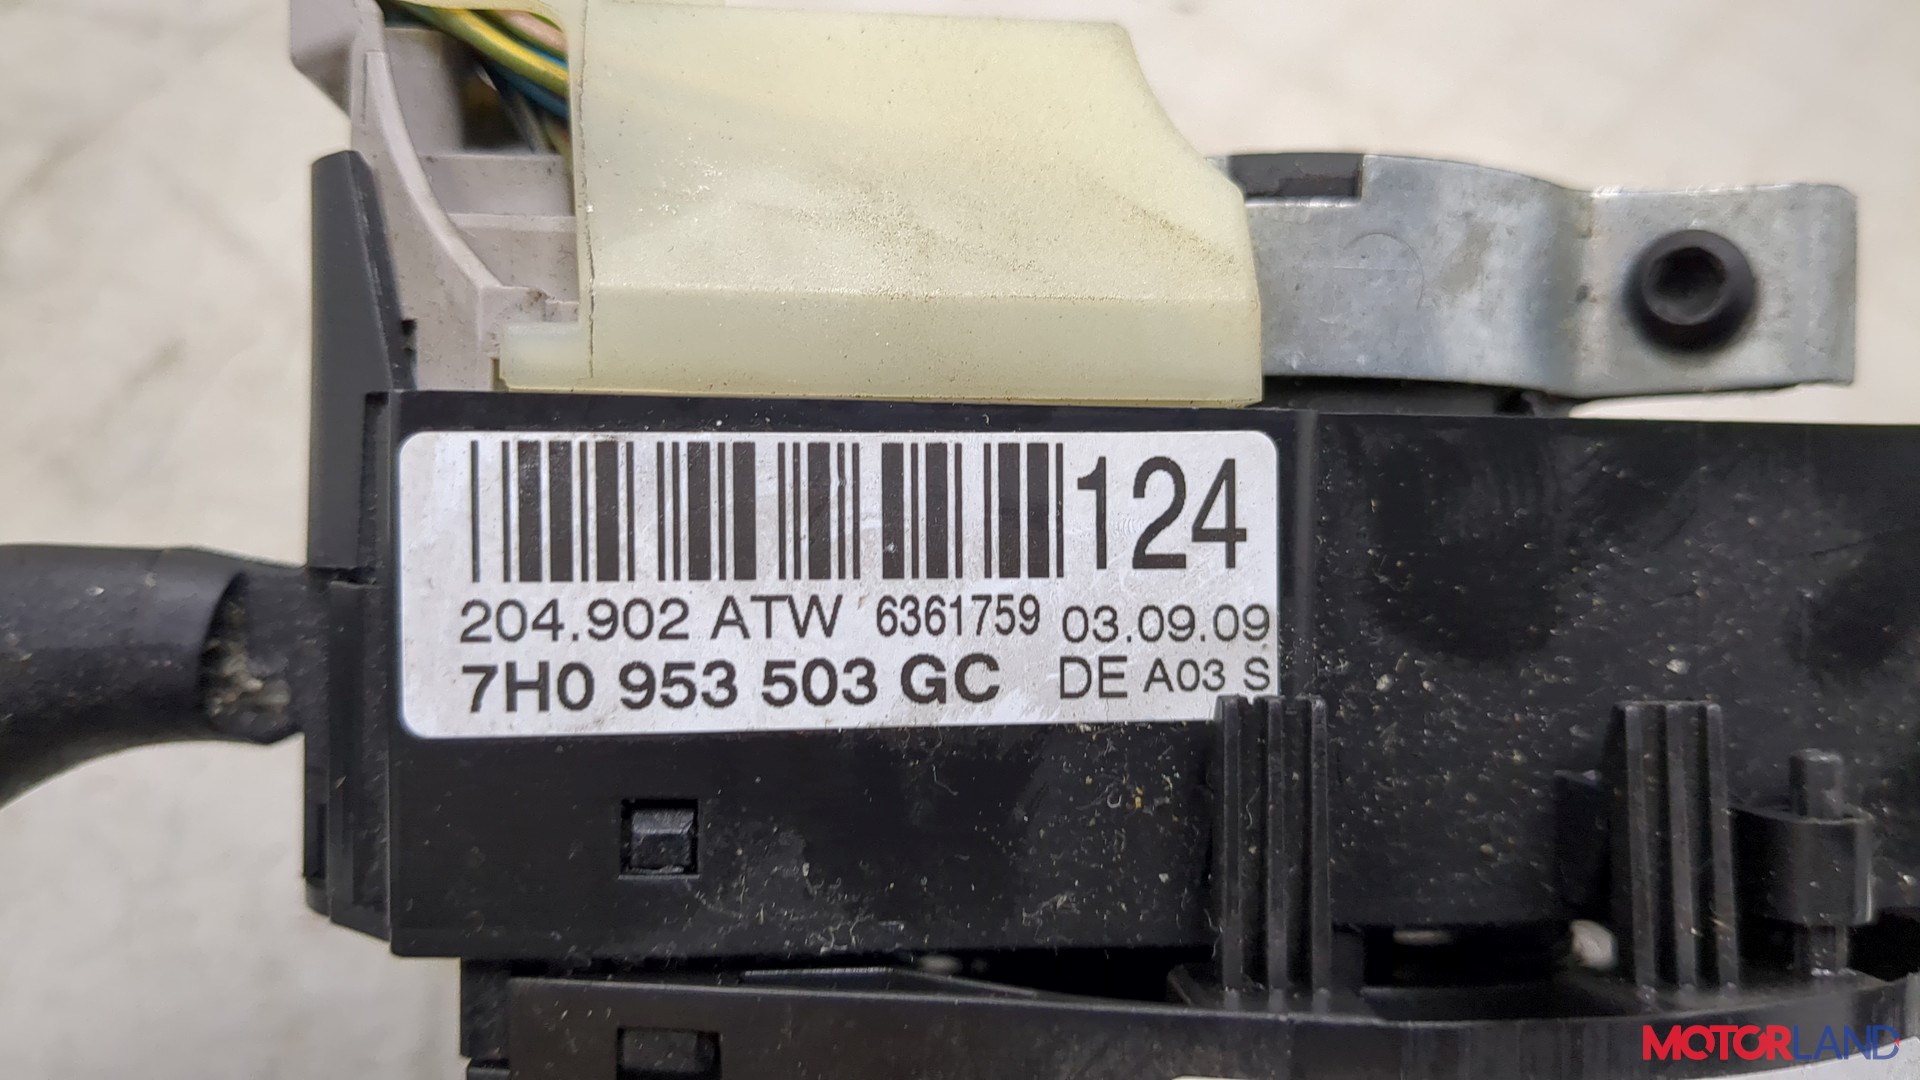 124
204.902 ATW 6361759 03.09.09
7H0 953 503 GC DE A03 S
MOTORLAND